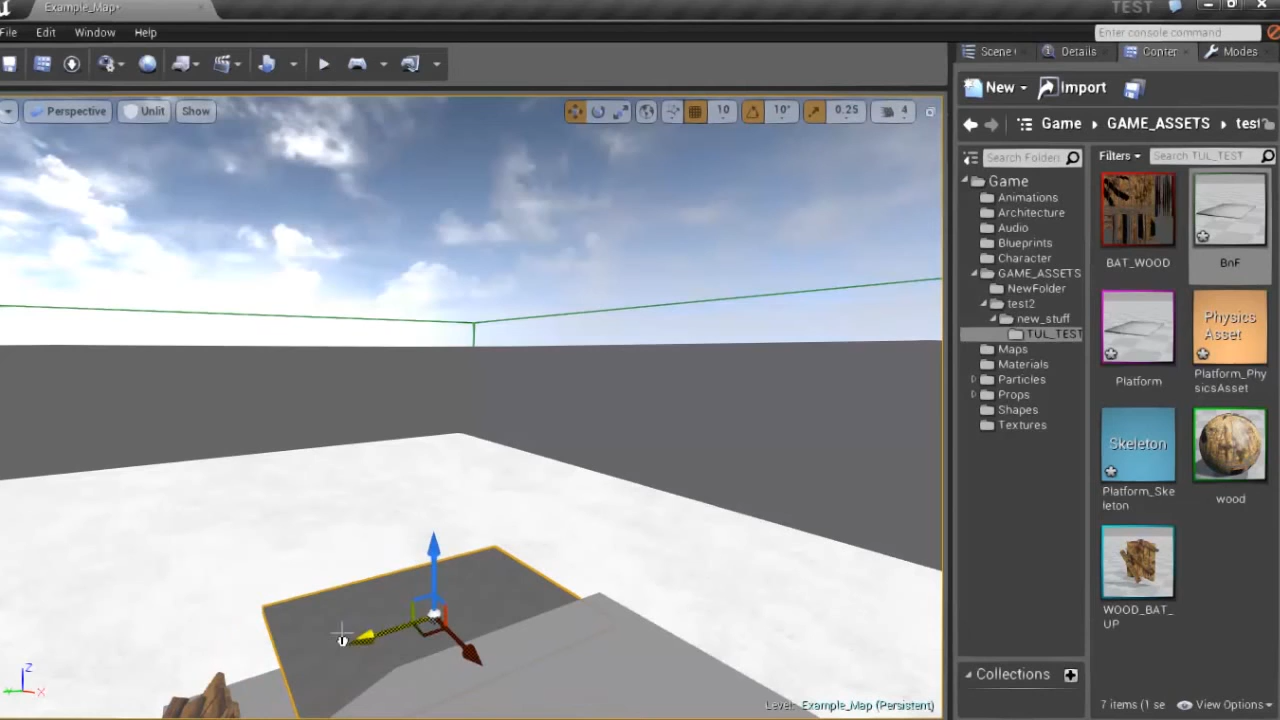 Example_Map*
TEST
File Edit Window Help
Enter console command
Scene Details Conten Modes
New Import
Perspective Unlit Show
10 10° 0.25 4
Game GAME_ASSETS test
Search Folders
Filters Search TUL_TEST
Game
Animations
Architecture
Audio
Blueprints
Character
GAME_ASSETS
NewFolder
test2
new_stuff
TUL_TEST
Maps
Materials
Particles
Props
Shapes
Textures
BAT_WOOD
BnF
Physics
Asset
Platform
Platform_Phy
sicsAsset
Skeleton
Platform_Ske
leton
wood
WOOD_BAT_
UP
Collections
Z
Y X
Level: Example_Map (Persistent)
7 items (1 se View Options